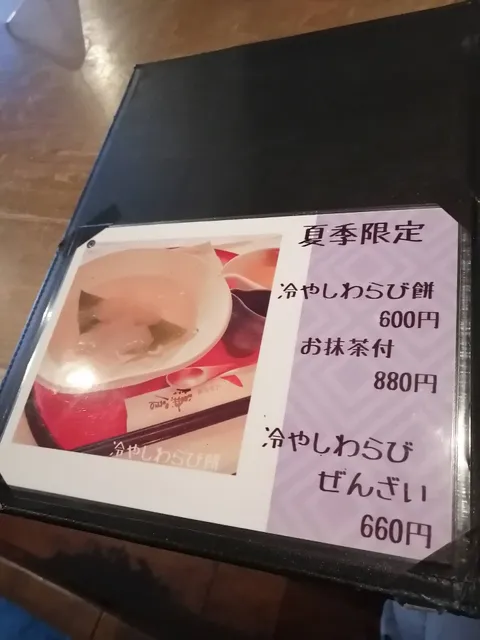 夏季限定
冷やしわらび餅
600円
お抹茶付
880円
冷やしわらび
ぜんざい
660円
冷やしわらび餅